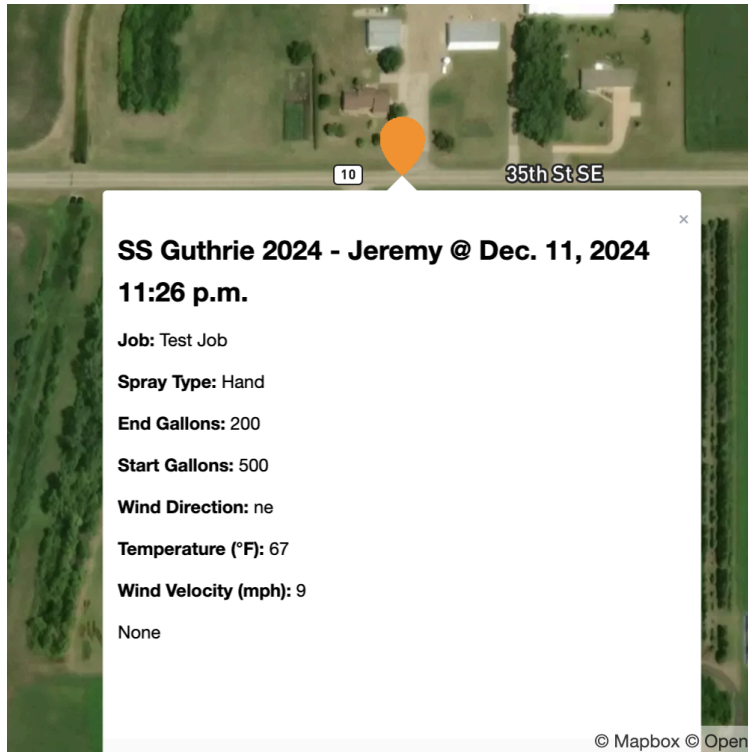 10
35th St SE
×
SS Guthrie 2024 - Jeremy @ Dec. 11, 2024
11:26 p.m.
Job: Test Job
Spray Type: Hand
End Gallons: 200
Start Gallons: 500
Wind Direction: ne
Temperature (°F): 67
Wind Velocity (mph): 9
None
© Mapbox © Open